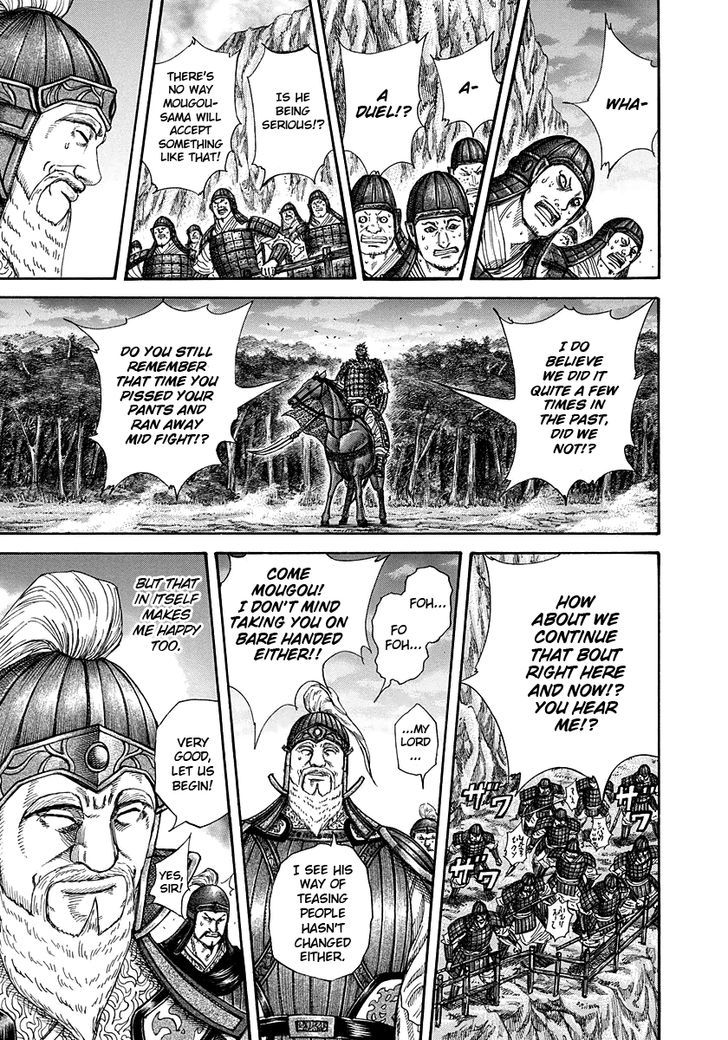 WHA-
A-
A
DUEL!?
IS HE
BEING
SERIOUS!?
THERE'S
NO WAY
MOUGOU-
SAMA WILL
ACCEPT
SOMETHING
LIKE THAT!
I DO
BELIEVE
WE DID IT
QUITE A FEW
TIMES IN
THE PAST,
DID WE
NOT!?
DO YOU STILL
REMEMBER
THAT TIME YOU
PISSED YOUR
PANTS AND
RAN AWAY
MID FIGHT!?
HOW
ABOUT WE
CONTINUE
THAT BOUT
RIGHT HERE
AND NOW!?
YOU HEAR
ME!?
ザワ
ザワ
COME
MOUGOU!
I DON'T MIND
TAKING YOU ON
BARE HANDED
EITHER!!
FOH...
FO
FOH...
...MY
LORD
...
I SEE HIS
WAY OF
TEASING
PEOPLE
HASN'T
CHANGED
EITHER.
BUT THAT
IN ITSELF
MAKES
ME HAPPY
TOO.
VERY
GOOD,
LET US
BEGIN!
YES,
SIR!